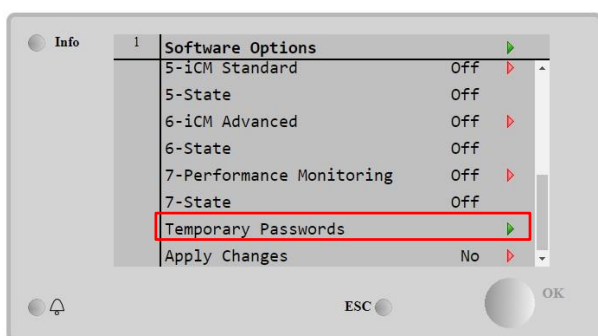 Info
1 Software Options
5-iCM Standard Off
5-State Off
6-iCM Advanced Off
6-State Off
7-Performance Monitoring Off
7-State Off
Temporary Passwords
Apply Changes No
ESC
OK